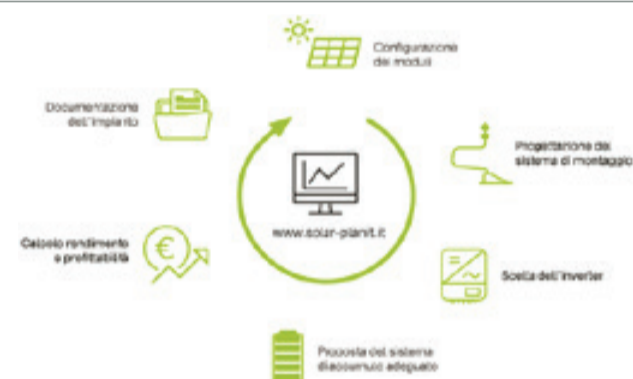 Configurazione
dei moduli
Documentazione
dell'impianto
Progettazione del
sistema di montaggio
www.solar-planit.it
Calcolo rendimento
e profittabilità
€
Scelta dell'inverter
Proposta del sistema
di accumulo adeguato